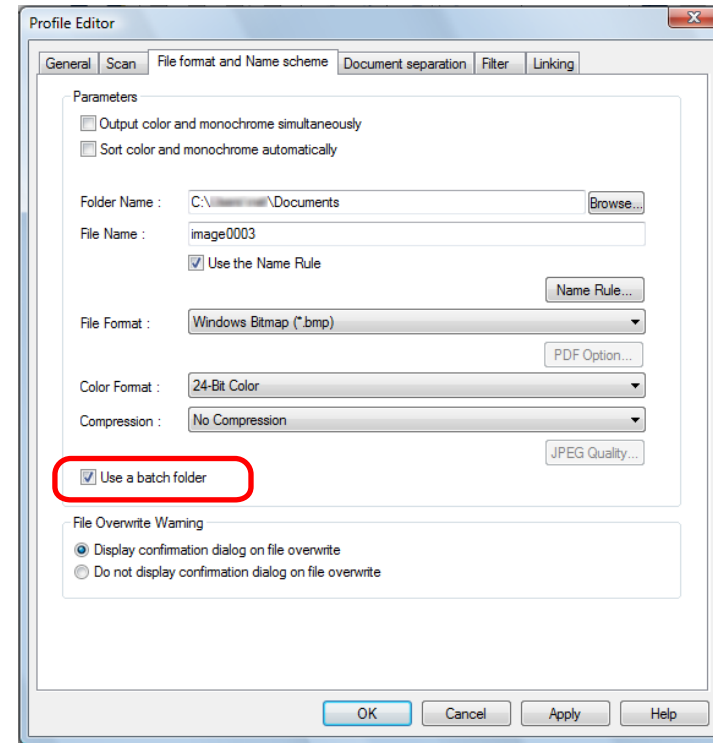 Profile Editor
General Scan File format and Name scheme Document separation Filter Linking
Parameters
Output color and monochrome simultaneously
Sort color and monochrome automatically
Folder Name : C:\ \Documents Browse...
File Name : image0003
Use the Name Rule
Name Rule...
File Format : Windows Bitmap (*.bmp)
PDF Option...
Color Format : 24-Bit Color
Compression : No Compression
JPEG Quality...
Use a batch folder
File Overwrite Warning
Display confirmation dialog on file overwrite
Do not display confirmation dialog on file overwrite
OK Cancel Apply Help